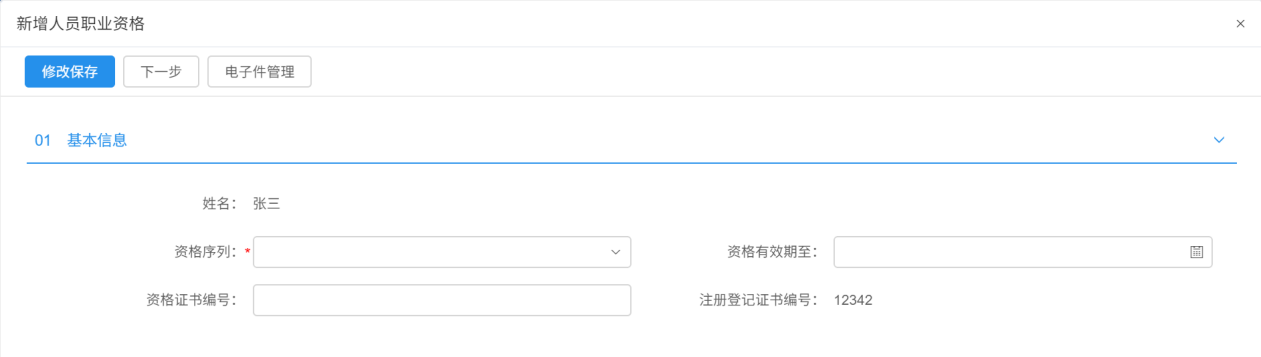 新增人员职业资格 ×
修改保存 下一步 电子件管理
01 基本信息
姓名： 张三
资格序列：* 资格有效期至：
资格证书编号： 注册登记证书编号： 12342